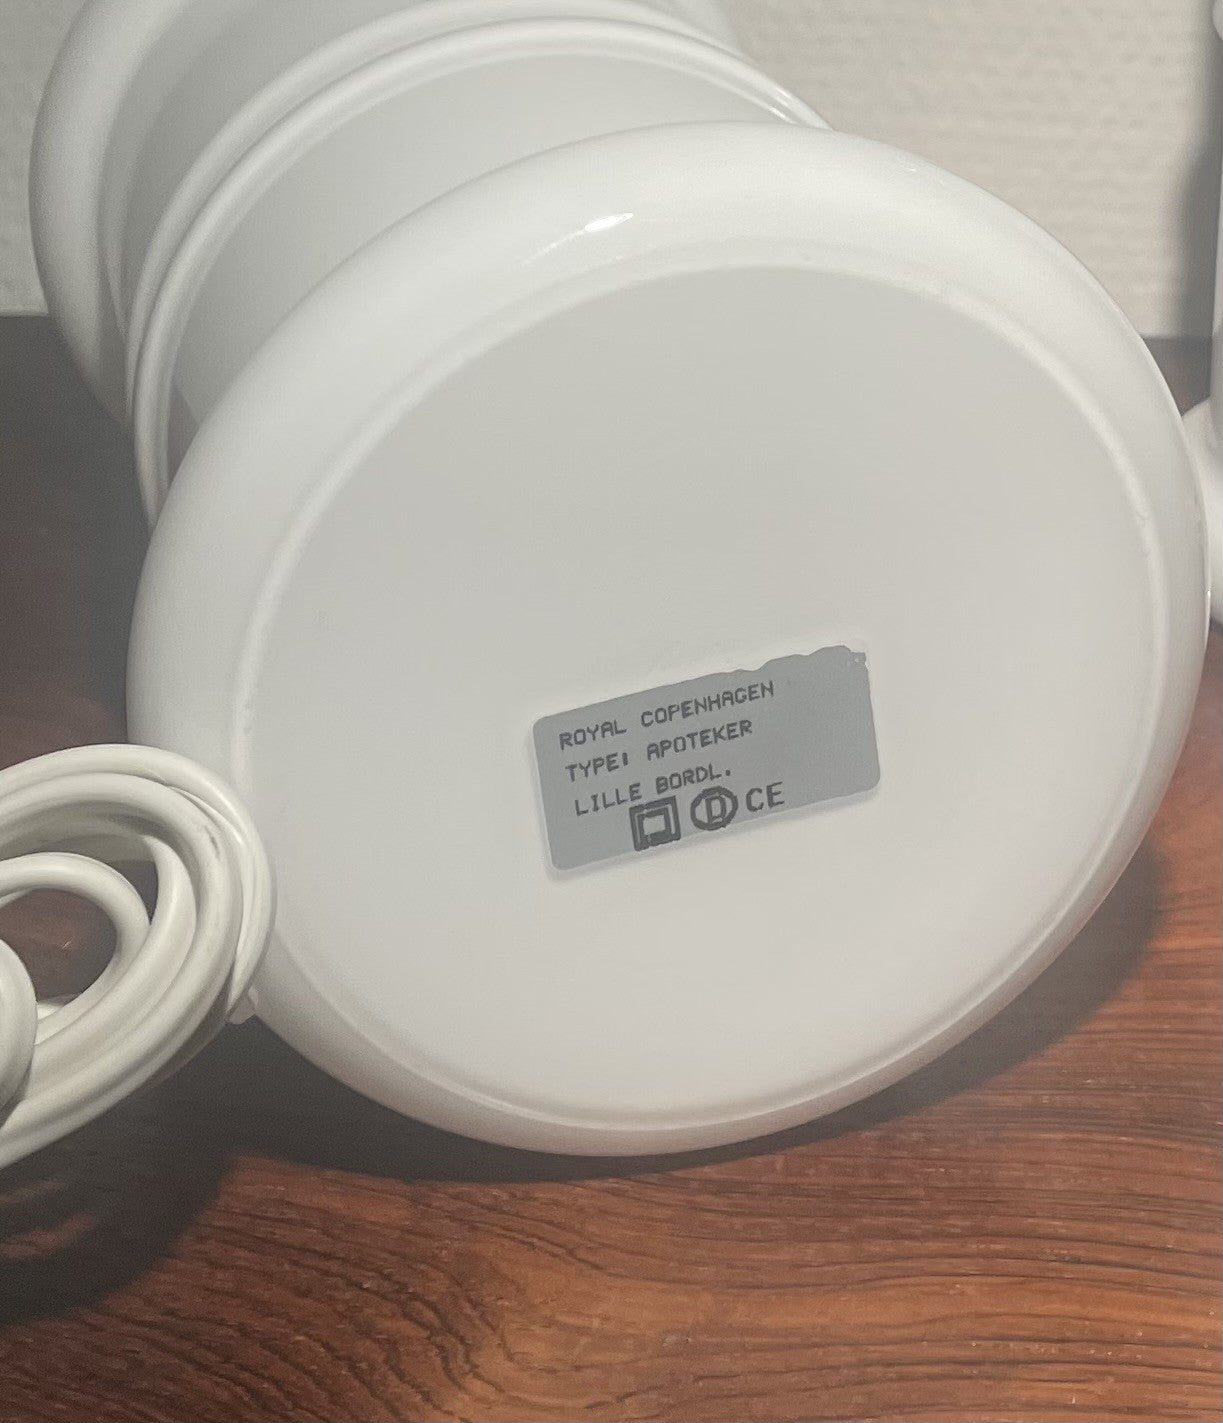 ROYAL COPENHAGEN
TYPE: APOTEKER
LILLE BORDL.
D CE